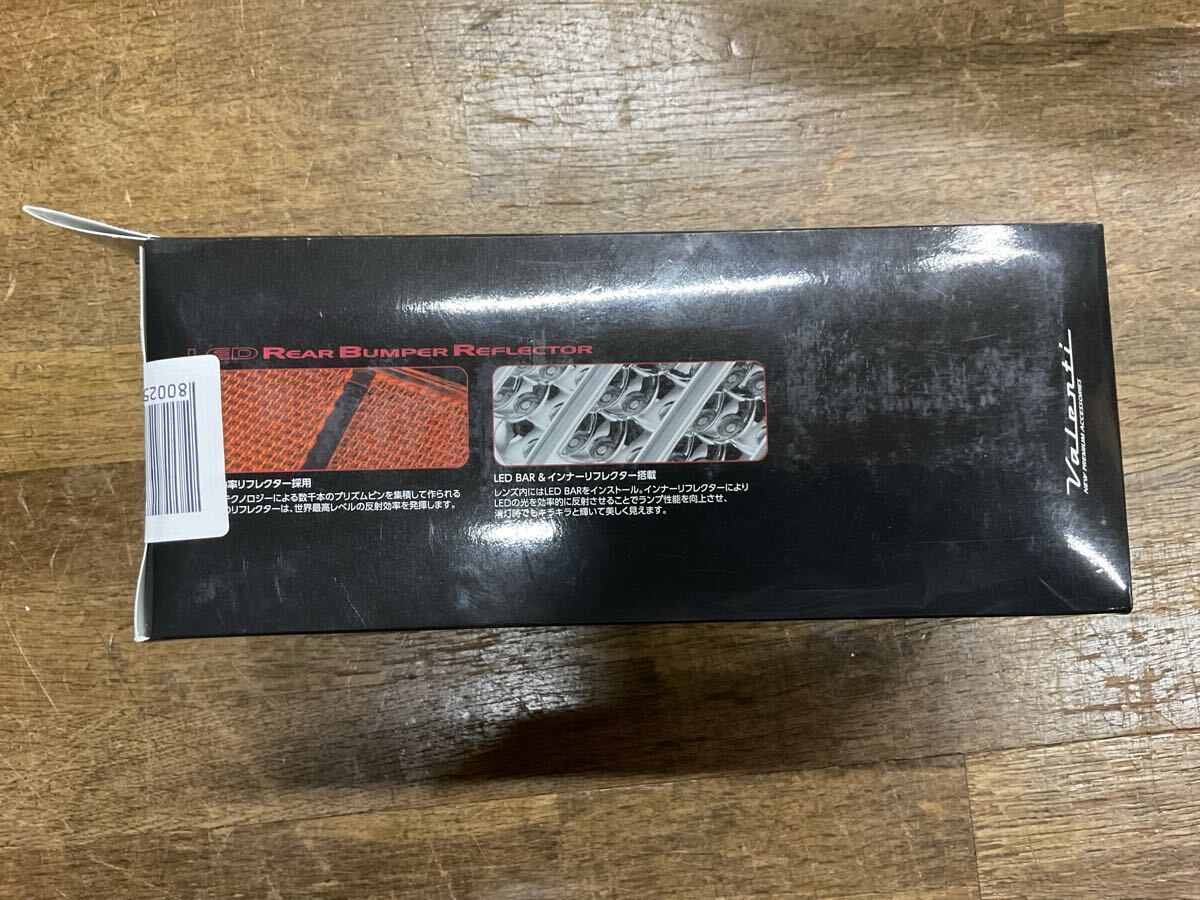 LED REAR BUMPER REFLECTOR
80025
率リフレクター採用
テクノロジーによる数千本のプリズムピンを集積して作られる
のリフレクターは、世界最高レベルの反射効率を発揮します。
LED BAR & インナーリフレクター搭載
レンズ内にはLED BARをインストール。インナーリフレクターにより
LEDの光を効率的に反射させることでランプ性能を向上させ、
消灯時でもキラキラと輝いて美しく見えます。
Valenti
NEW PREMIUM ACCESSORIES